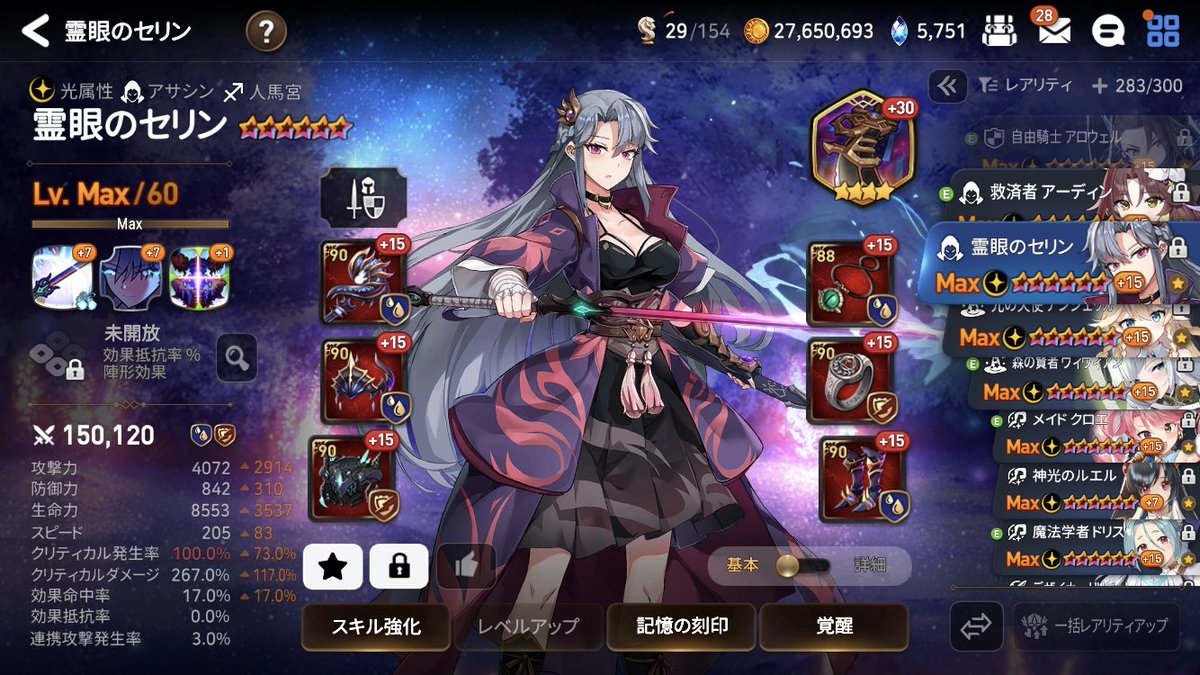 霊眼のセリン
?
29/154
27,650,693
5,751
28
光属性 アサシン 人馬宮
霊眼のセリン
Lv. Max/60
Max
+7
+7
+1
未開放
効果抵抗率%
陣形効果
150,120
攻撃力 4072 2914
防御力 842 310
生命力 8553 3537
スピード 205 83
クリティカル発生率 100.0% 73.0%
クリティカルダメージ 267.0% 117.0%
効果命中率 17.0% 17.0%
効果抵抗率 0.0%
連携攻撃発生率 3.0%
90 +15
90 +15
90 +15
+30
88 +15
90 +15
90 +15
基本
詳細
スキル強化
レベルアップ
記憶の刻印
覚醒
レアリティ
283/300
E 自由騎士 アロウェル
Max +15
E 救済者 アーディン
霊眼のセリン
Max +15
Max +15
E 森の賢者 ワイヴィアン
Max +15
E メイド クロエ
Max +15
神光のルエル
Max +7
E 魔法学者ドリス
Max +15
一括レアリティアップ